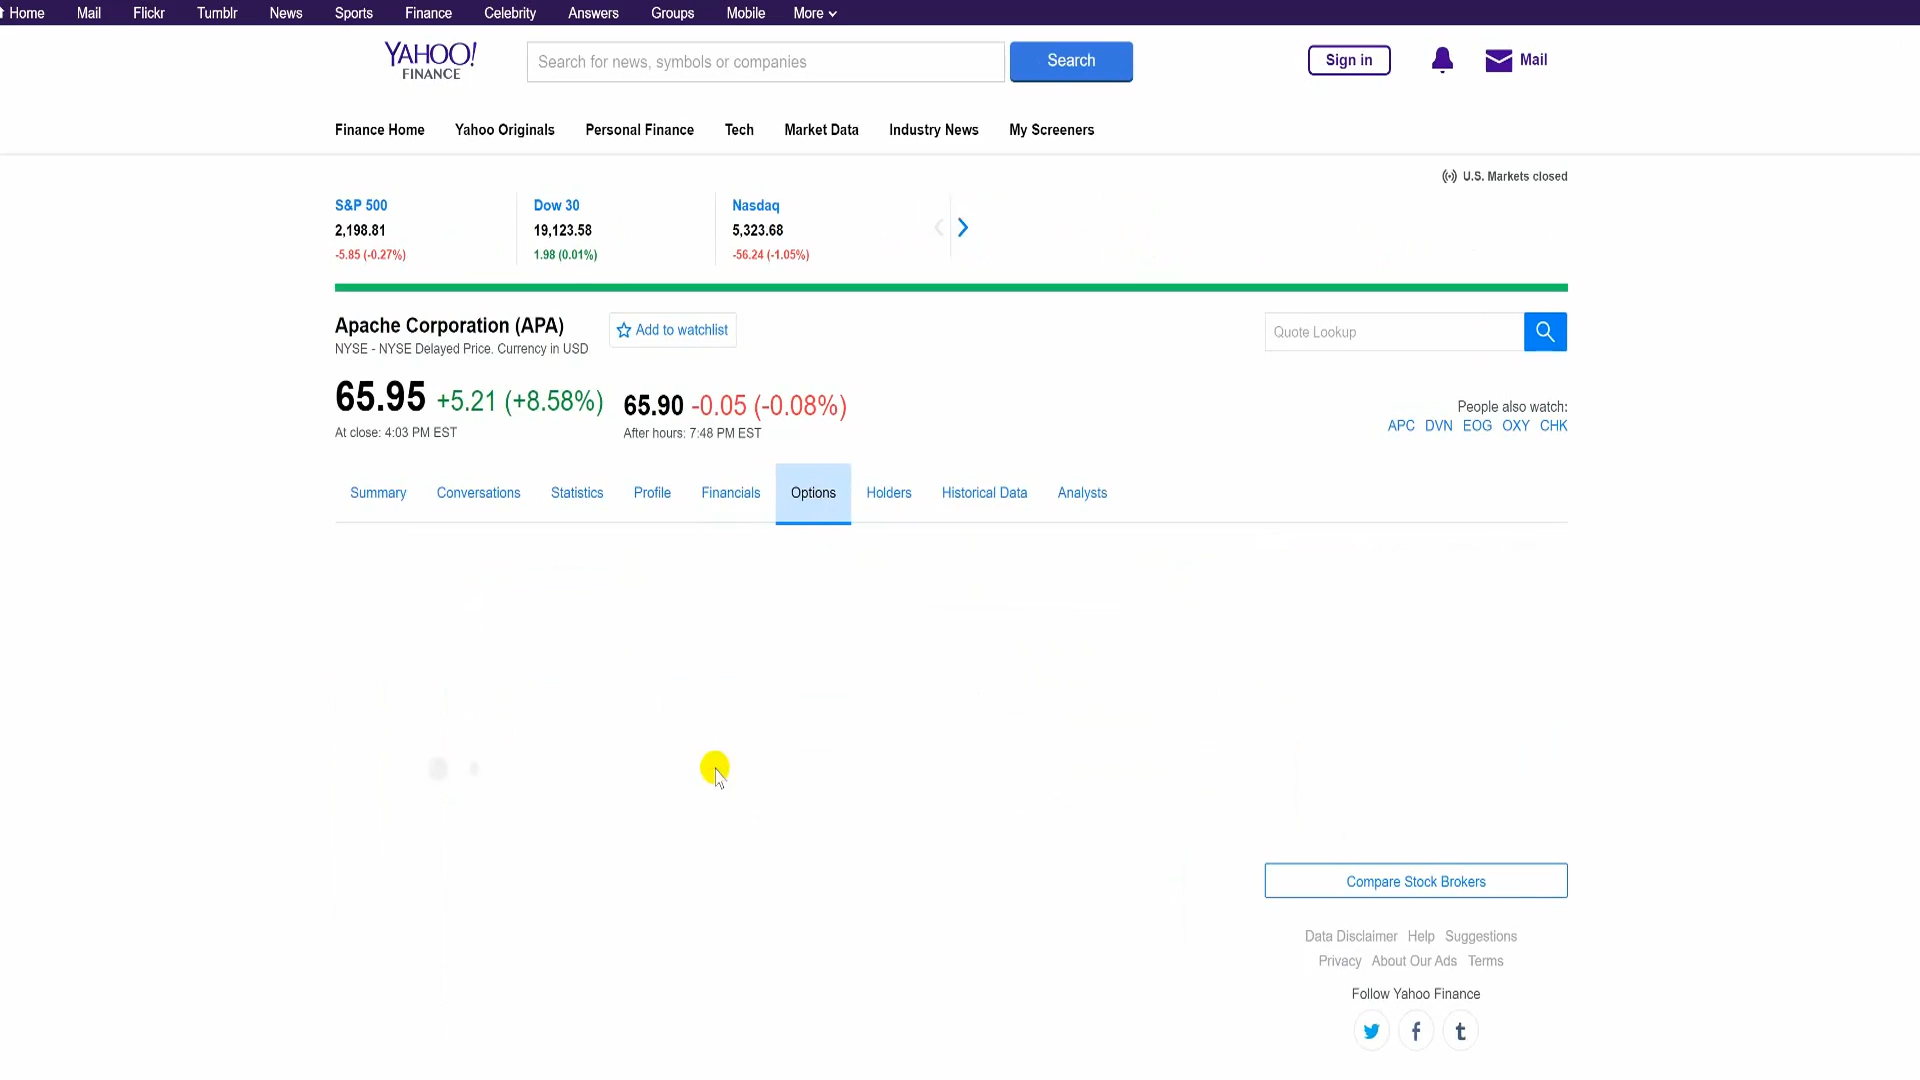 Home Mail Flickr Tumblr News Sports Finance Celebrity Answers Groups Mobile More
YAHOO!
FINANCE
Search for news, symbols or companies
Search
Sign in
Mail
Finance Home Yahoo Originals Personal Finance Tech Market Data Industry News My Screeners
U.S. Markets closed
S&P 500 Dow 30 Nasdaq
2,198.81 19,123.58 5,323.68
-5.85 (-0.27%) 1.98 (0.01%) -56.24 (-1.05%)
Apache Corporation (APA)
Add to watchlist
Quote Lookup
NYSE - NYSE Delayed Price. Currency in USD
65.95 +5.21 (+8.58%) 65.90 -0.05 (-0.08%)
At close: 4:03 PM EST After hours: 7:48 PM EST
People also watch:
APC DVN EOG OXY CHK
Summary Conversations Statistics Profile Financials Options Holders Historical Data Analysts
Compare Stock Brokers
Data Disclaimer Help Suggestions
Privacy About Our Ads Terms
Follow Yahoo Finance